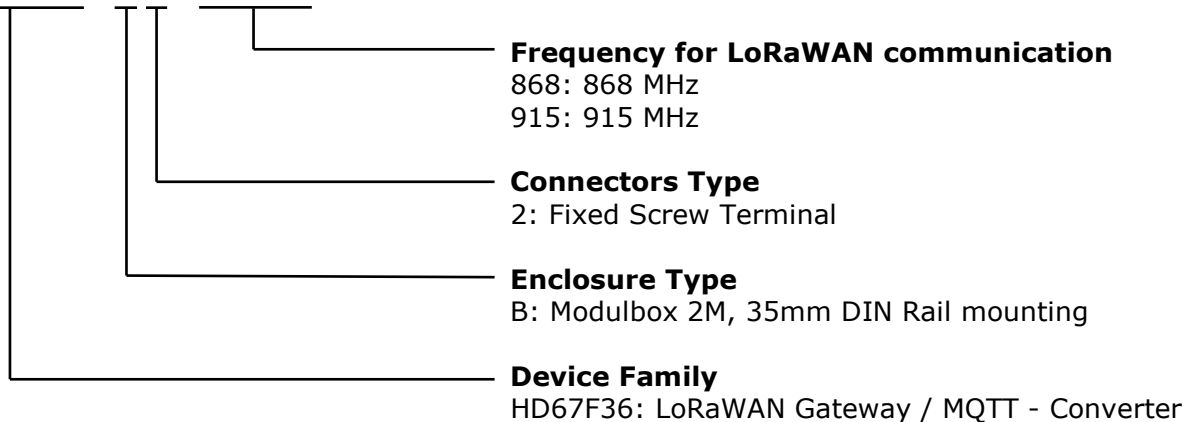 Frequency for LoRaWAN communication
868: 868 MHz
915: 915 MHz
Connectors Type
2: Fixed Screw Terminal
Enclosure Type
B: Modulbox 2M, 35mm DIN Rail mounting
Device Family
HD67F36: LoRaWAN Gateway / MQTT - Converter